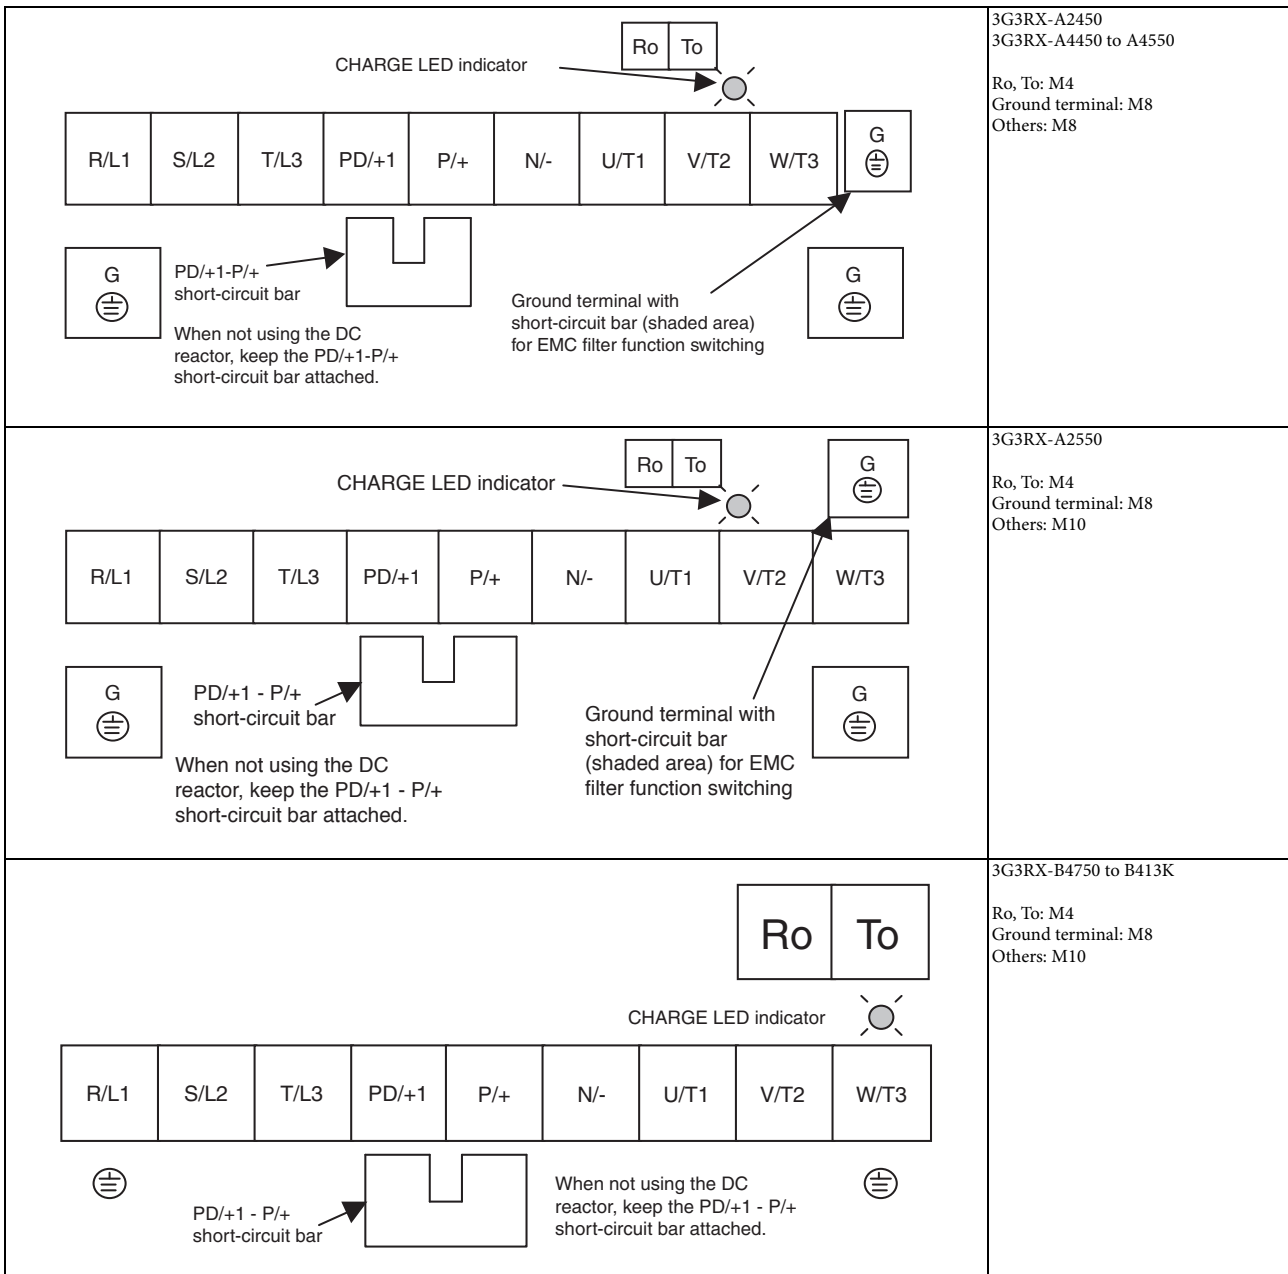 Ro To
CHARGE LED indicator
R/L1 S/L2 T/L3 PD/+1 P/+ N/- U/T1 V/T2 W/T3 G
G
PD/+1-P/+
short-circuit bar
When not using the DC
reactor, keep the PD/+1-P/+
short-circuit bar attached.
Ground terminal with
short-circuit bar (shaded area)
for EMC filter function switching
G
3G3RX-A2450
3G3RX-A4450 to A4550
Ro, To: M4
Ground terminal: M8
Others: M8
Ro To
G
CHARGE LED indicator
R/L1 S/L2 T/L3 PD/+1 P/+ N/- U/T1 V/T2 W/T3
G
PD/+1 - P/+
short-circuit bar
When not using the DC
reactor, keep the PD/+1 - P/+
short-circuit bar attached.
Ground terminal with
short-circuit bar
(shaded area) for EMC
filter function switching
G
3G3RX-A2550
Ro, To: M4
Ground terminal: M8
Others: M10
Ro To
CHARGE LED indicator
R/L1 S/L2 T/L3 PD/+1 P/+ N/- U/T1 V/T2 W/T3
PD/+1 - P/+
short-circuit bar
When not using the DC
reactor, keep the PD/+1 - P/+
short-circuit bar attached.
3G3RX-B4750 to B413K
Ro, To: M4
Ground terminal: M8
Others: M10